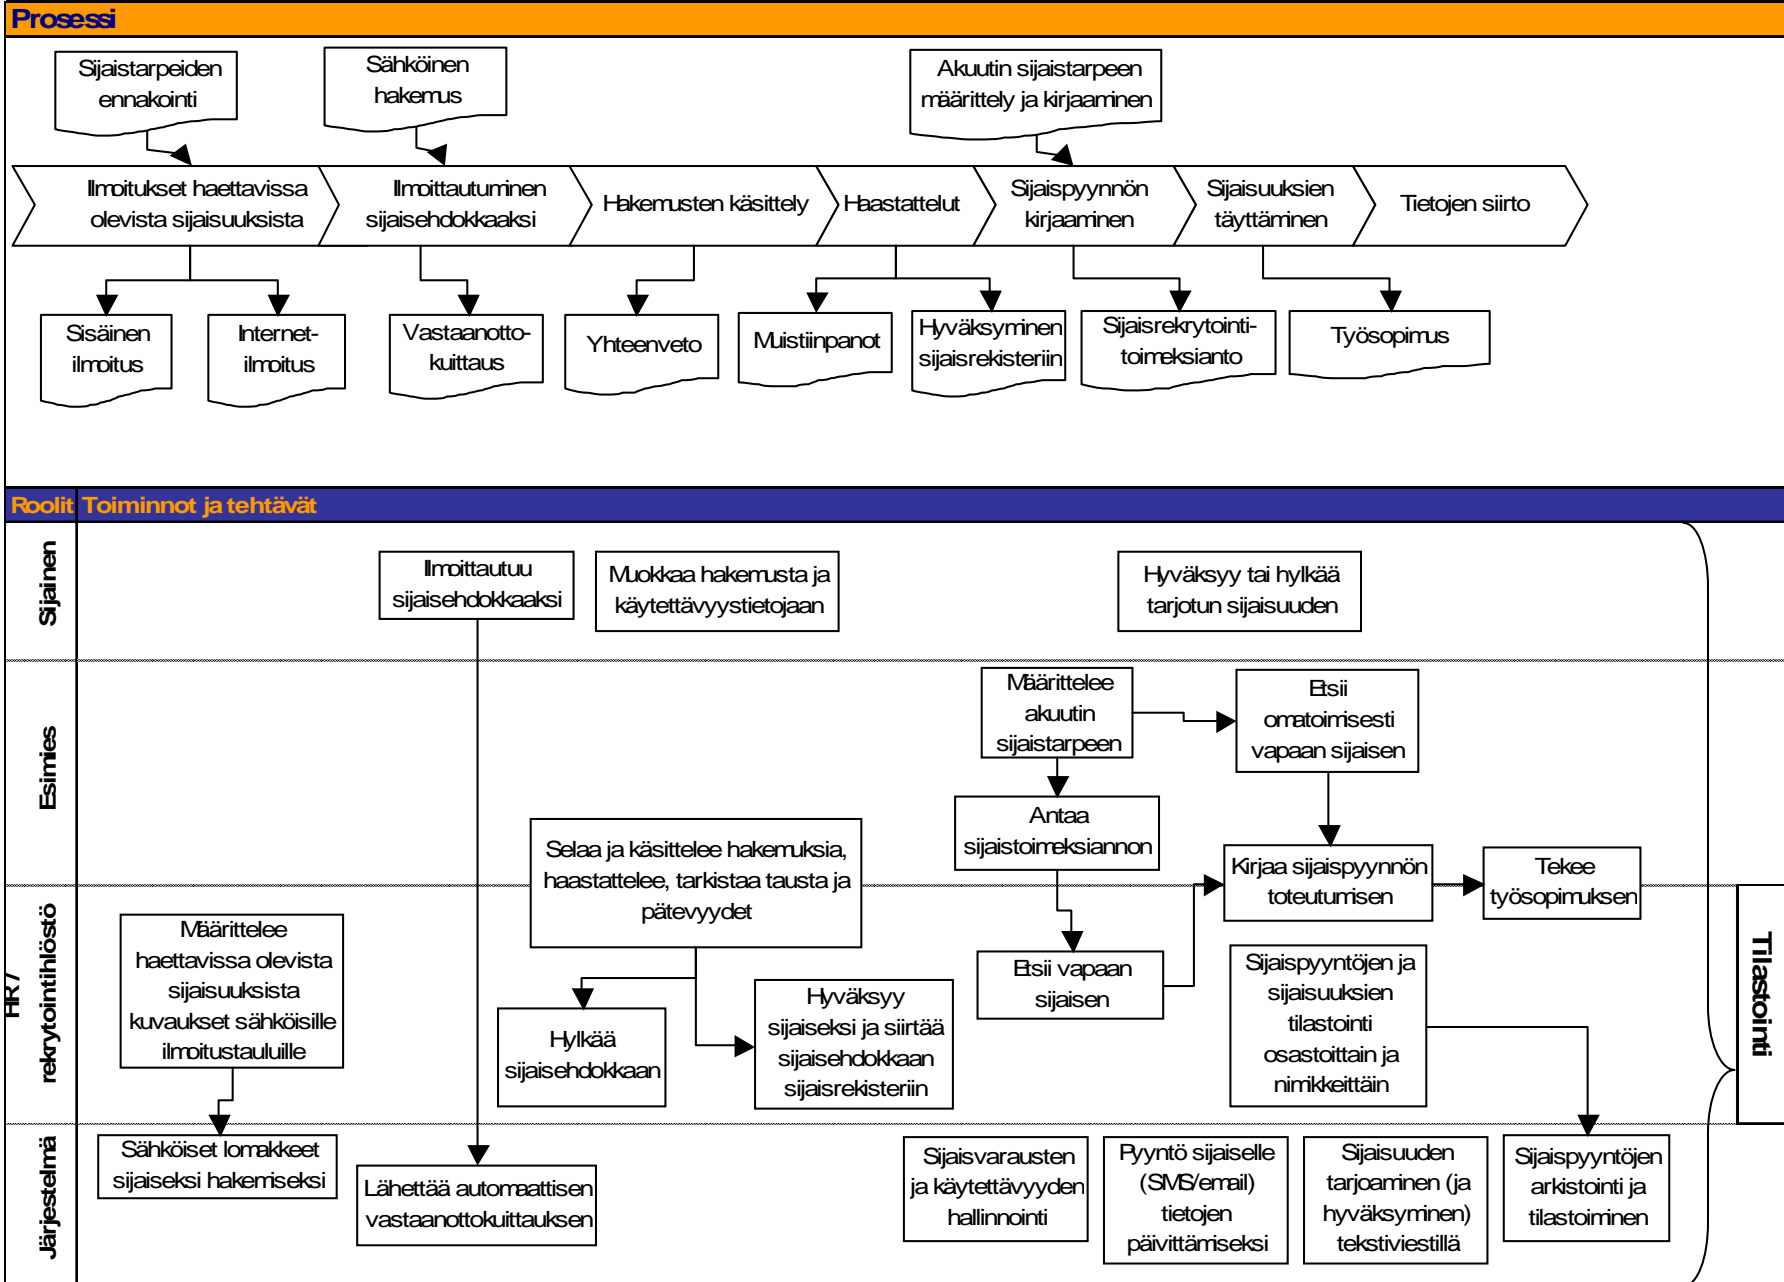 Prosessi
Sijaistarpeiden
ennakointi
Sähköinen
hakemus
Akuutin sijaistarpeen
määrittely ja kirjaaminen
Ilmoitukset haettavissa
olevista sijaisuuksista
Ilmoittautuminen
sijaisehdokkaaksi
Hakemusten käsittely
Haastattelut
Sijaispyynnön
kirjaaminen
Sijaisuuksien
täyttäminen
Tietojen siirto
Sisäinen
ilmoitus
Internet-
ilmoitus
Vastaanotto-
kuittaus
Yhteenveto
Muistiinpanot
Hyväksyminen
sijaisrekisteriin
Sijaisrekrytointi-
toimeksianto
Työsopimus
Roolit
Toiminnot ja tehtävät
Sijainen
Ilmoittautuu
sijaisehdokkaaksi
Muokkaa hakemusta ja
käytettävyystietojaan
Hyväksyy tai hylkää
tarjotun sijaisuuden
Esimies
Määrittelee
akuutin
sijaistarpeen
Etsii
omatoimisesti
vapaan sijaisen
Antaa
sijaistoimeksiannon
Selaa ja käsittelee hakemuksia,
haastattelee, tarkistaa tausta ja
pätevyydet
Kirjaa sijaispyynnön
toteutumisen
Tekee
työsopimuksen
HR /
rekrytointihlöstö
Määrittelee
haettavissa olevista
sijaisuuksista
kuvaukset sähköisille
ilmoitustauluille
Hylkää
sijaisehdokkaan
Hyväksyy
sijaiseksi ja siirtää
sijaisehdokkaan
sijaisrekisteriin
Etsii vapaan
sijaisen
Sijaispyyntöjen ja
sijaisuuksien
tilastointi
osastoittain ja
nimikkeittäin
Tilastointi
Järjestelmä
Sähköiset lomakkeet
sijaiseksi hakemiseksi
Lähettää automaattisen
vastaanottokuittauksen
Sijaisvarausten
ja käytettävyyden
hallinnointi
Pyyntö sijaiselle
(SMS/email)
tietojen
päivittämiseksi
Sijaisuuden
tarjoaminen (ja
hyväksyminen)
tekstiviestillä
Sijaispyyntöjen
arkistointi ja
tilastoiminen